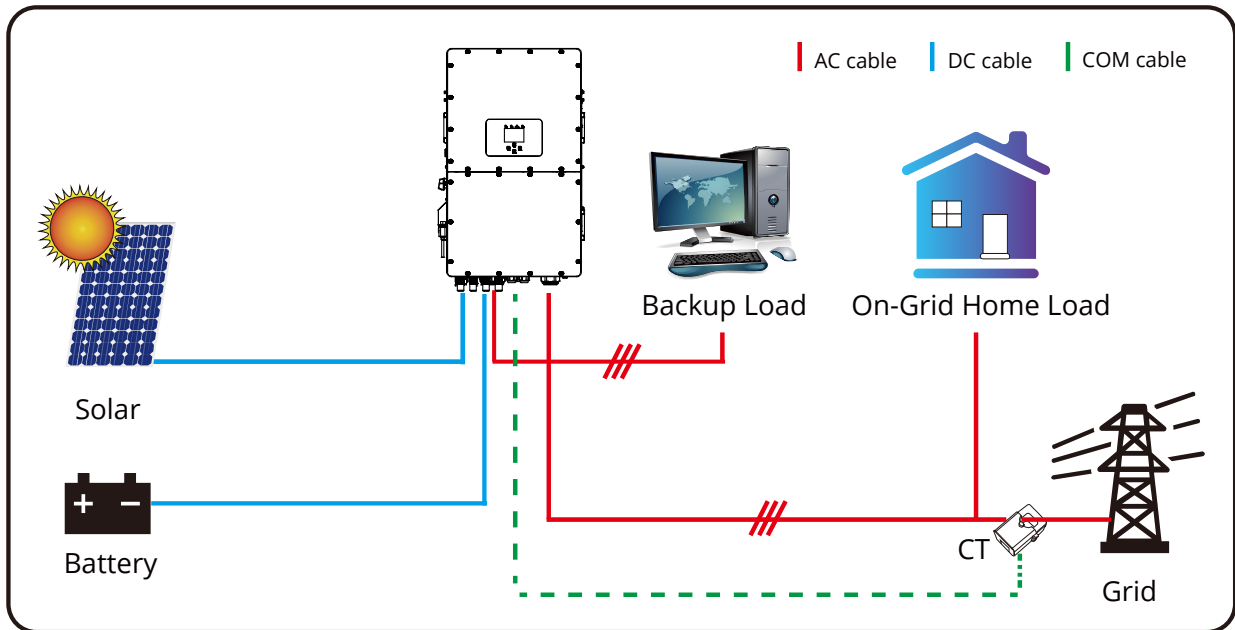 AC cable
DC cable
COM cable
Backup Load
On-Grid Home Load
Solar
Battery
CT
Grid